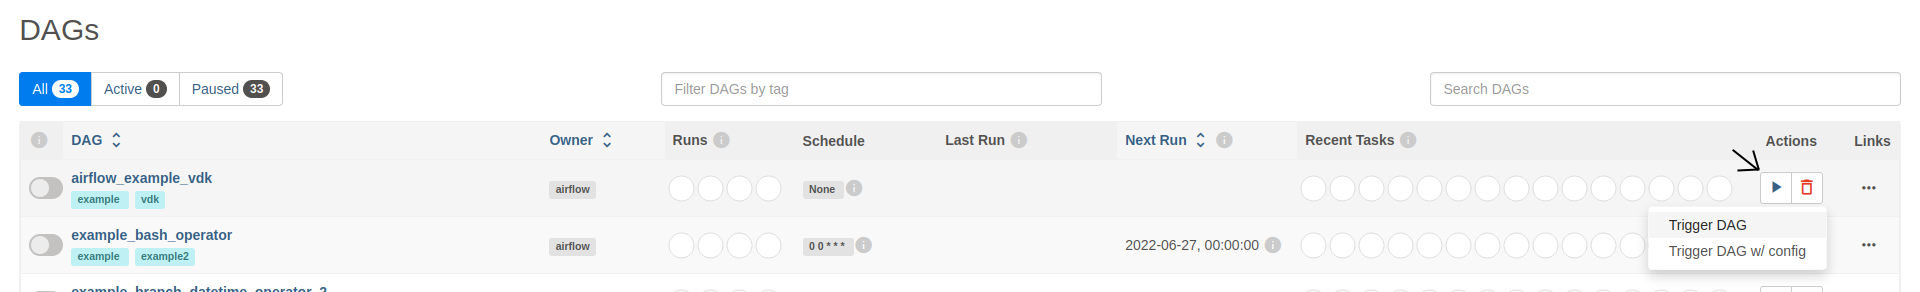 DAGs
All 33 Active 0 Paused 33 Filter DAGs by tag Search DAGs
DAG Owner Runs Schedule Last Run Next Run Recent Tasks Actions Links
airflow_example_vdk
example vdk airflow None
example_bash_operator
example example2 airflow 0 0 * * * 2022-06-27, 00:00:00
Trigger DAG
Trigger DAG w/ config
example_branch_datetime_operator_2